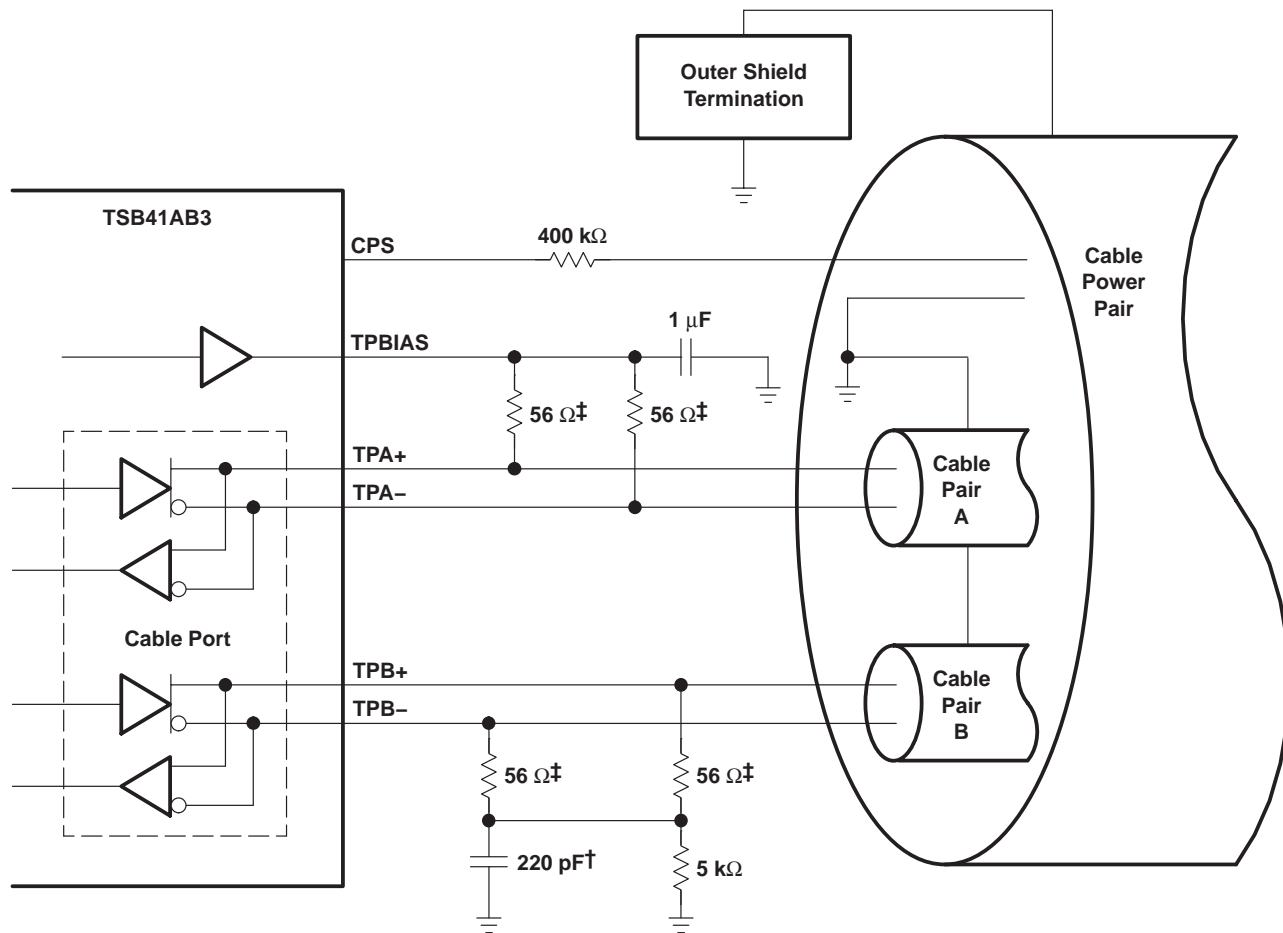 Outer Shield
Termination
TSB41AB3
CPS
400 kΩ
Cable
Power
Pair
TPBIAS
1 μF
56 Ω‡
56 Ω‡
TPA+
TPA–
Cable
Pair
A
Cable Port
TPB+
TPB–
Cable
Pair
B
56 Ω‡
56 Ω‡
220 pF†
5 kΩ